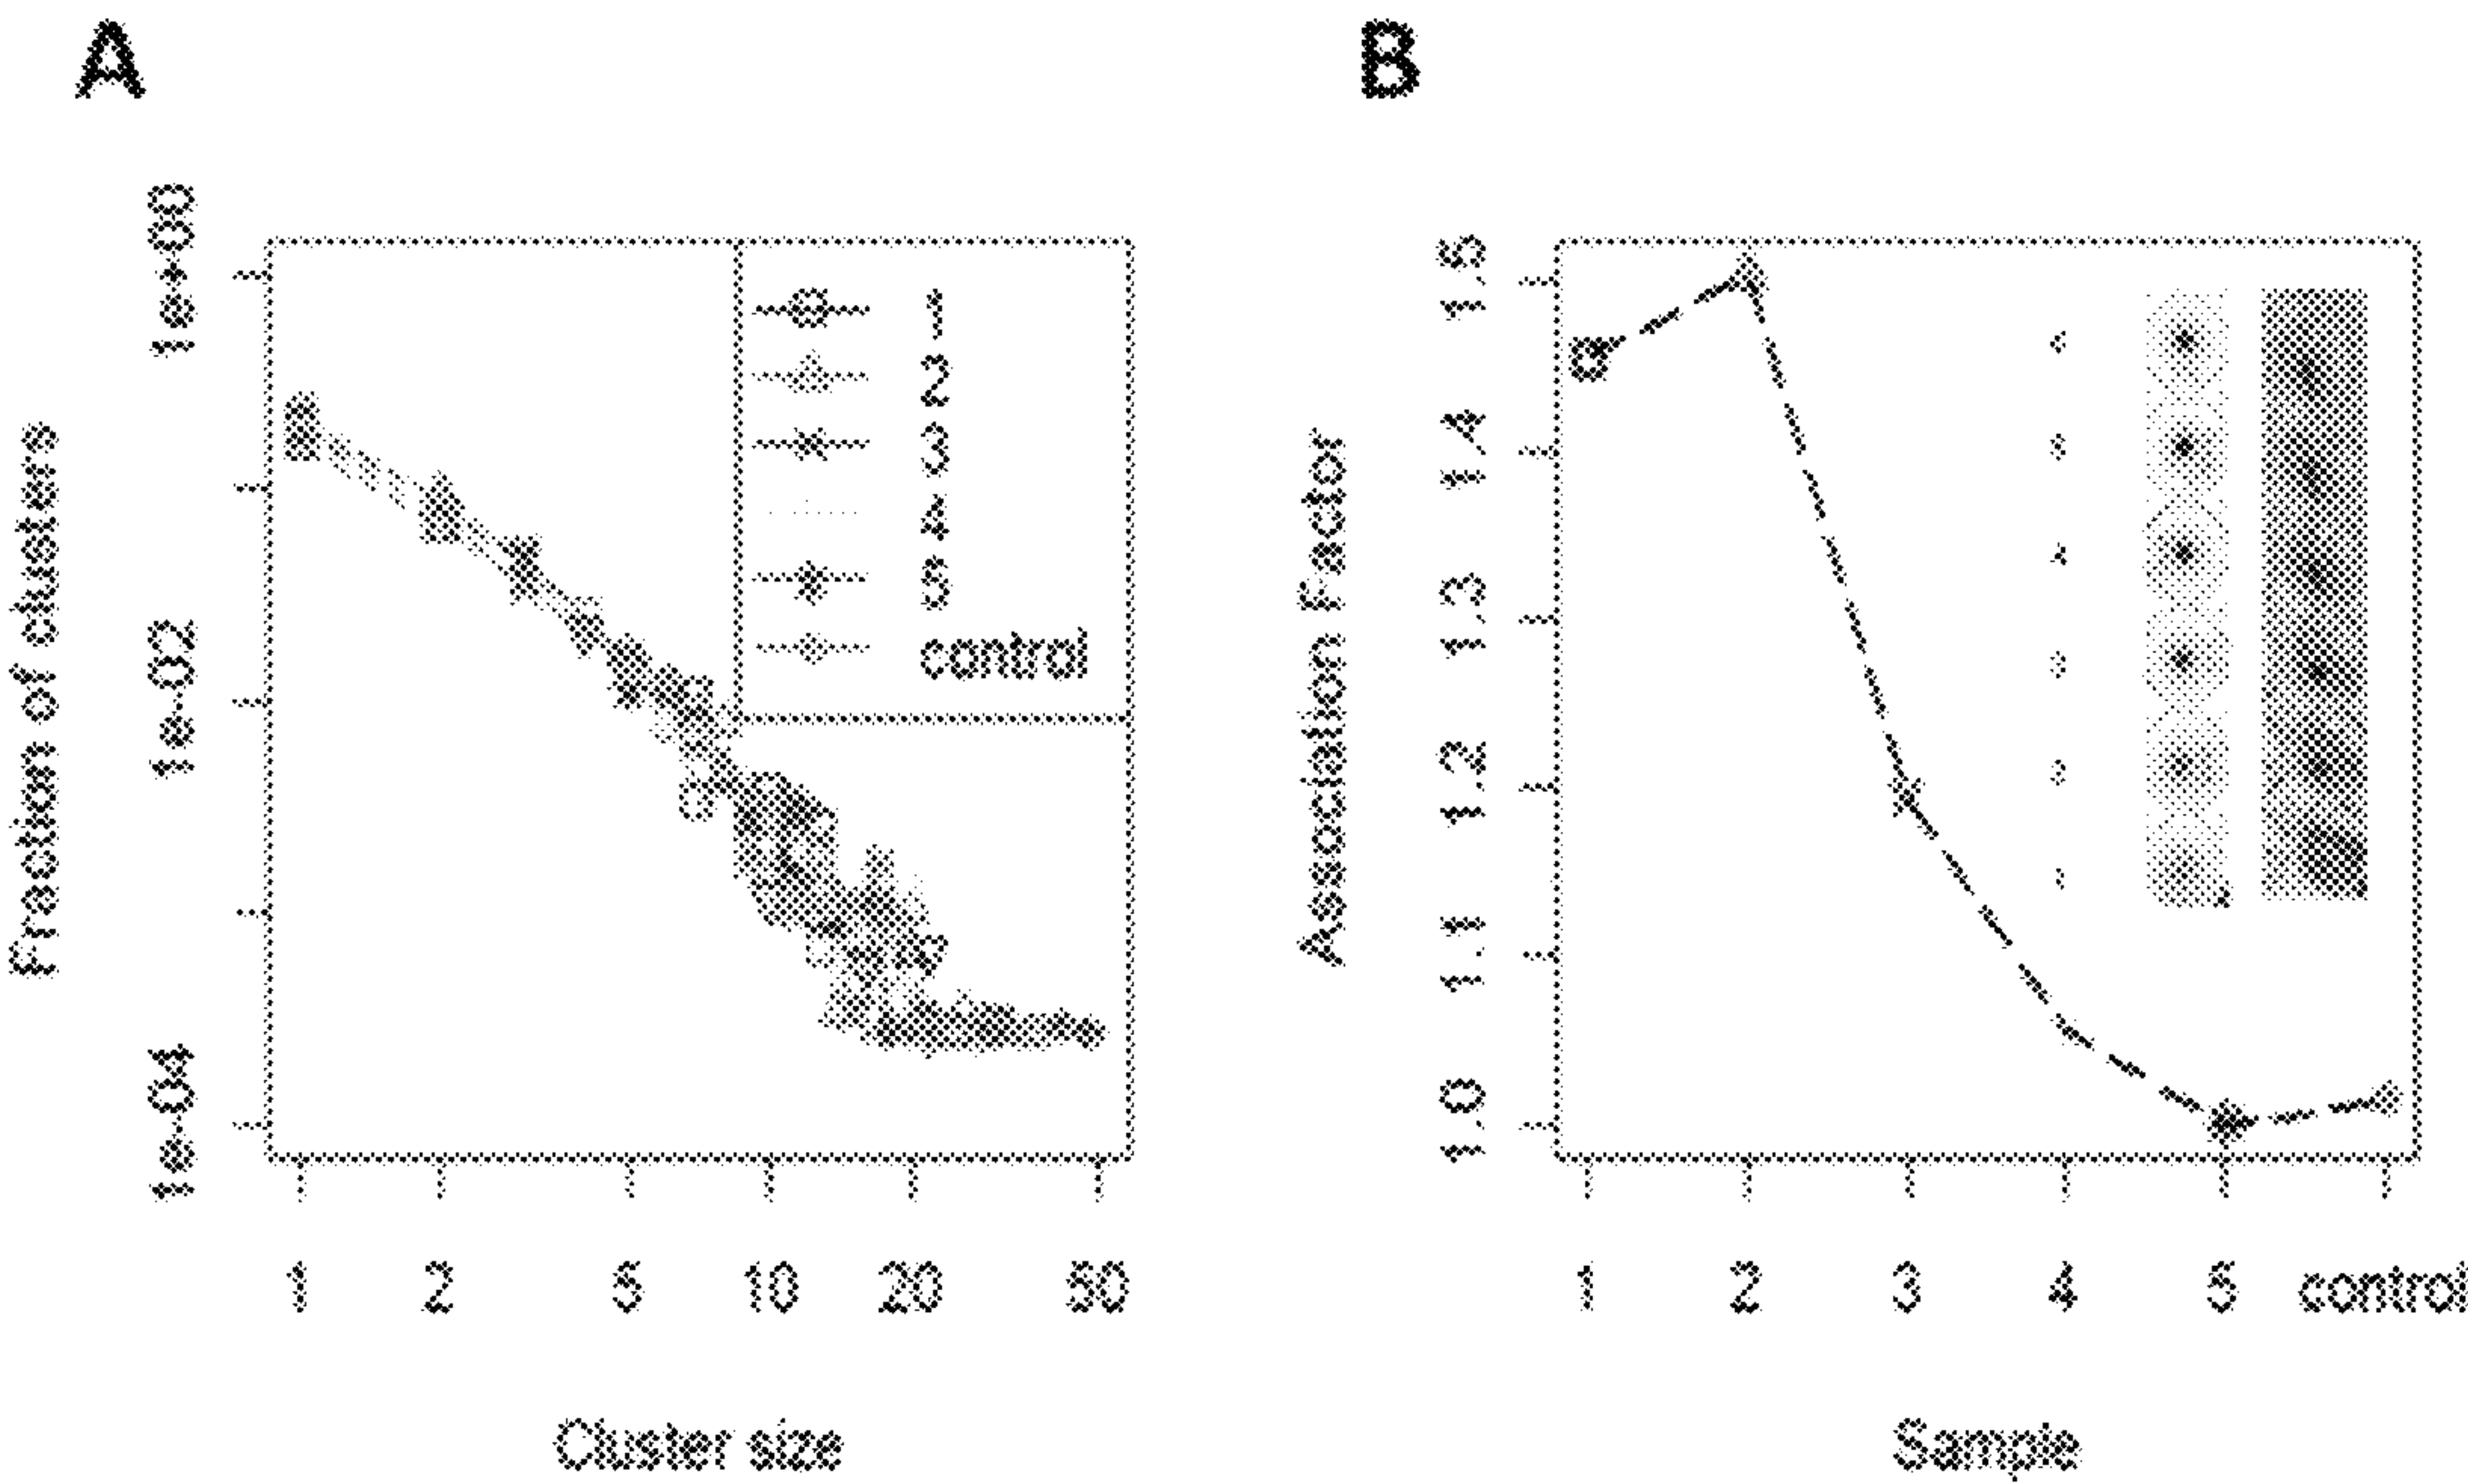 A
Fraction of clusters
1e+00
1e-02
1e-04
1
2
3
4
5
control
1 2 5 10 20 50
Cluster size
B
Association Factor
1.5
1.4
1.3
1.2
1.1
1.0
1 2 3 4 5 control
Sample